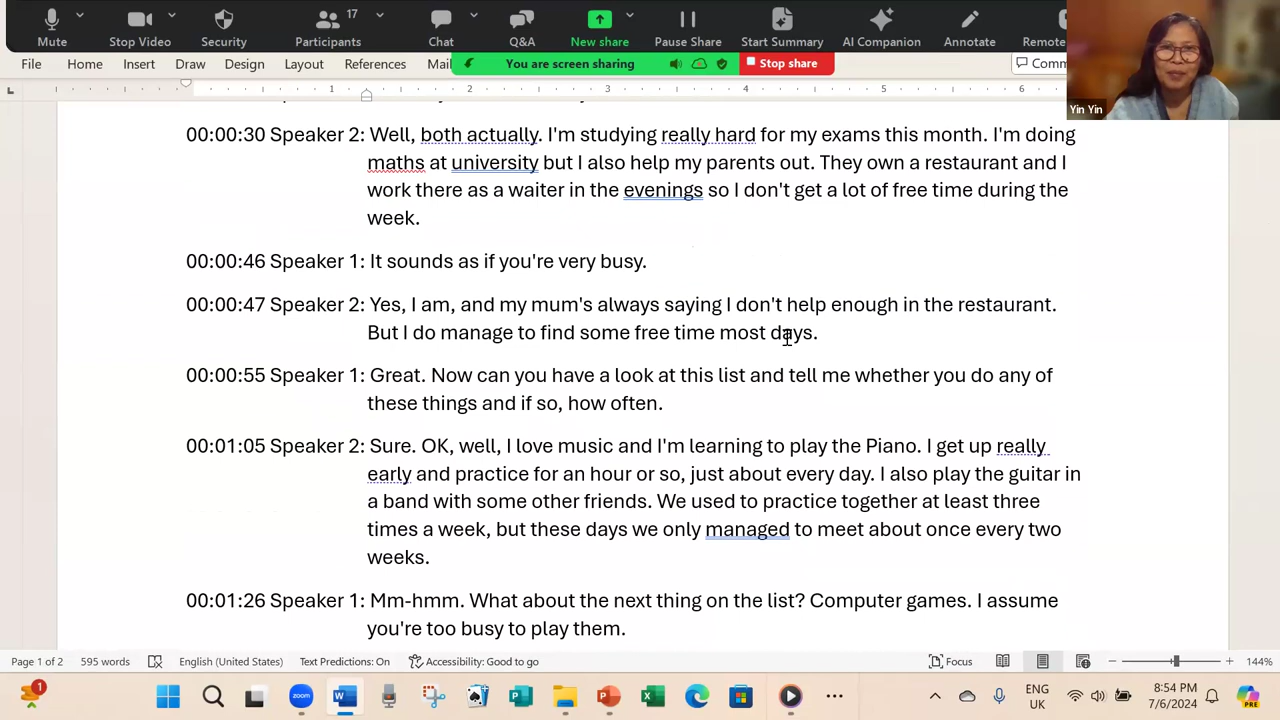 Mute
Stop Video
Security
17
Participants
Chat
Q&A
New share
Pause Share
Start Summary
AI Companion
Annotate
Remote
File Home Insert Draw Design Layout References Mail
You are screen sharing
Stop share
Comm
Yin Yin
1 2 3 4 5 6
00:00:30 Speaker 2: Well, both actually. I'm studying really hard for my exams this month. I'm doing
maths at university but I also help my parents out. They own a restaurant and I
work there as a waiter in the evenings so I don't get a lot of free time during the
week.
00:00:46 Speaker 1: It sounds as if you're very busy.
00:00:47 Speaker 2: Yes, I am, and my mum's always saying I don't help enough in the restaurant.
But I do manage to find some free time most days.
00:00:55 Speaker 1: Great. Now can you have a look at this list and tell me whether you do any of
these things and if so, how often.
00:01:05 Speaker 2: Sure. OK, well, I love music and I'm learning to play the Piano. I get up really
early and practice for an hour or so, just about every day. I also play the guitar in
a band with some other friends. We used to practice together at least three
times a week, but these days we only managed to meet about once every two
weeks.
00:01:26 Speaker 1: Mm-hmm. What about the next thing on the list? Computer games. I assume
you're too busy to play them.
Page 1 of 2 595 words English (United States) Text Predictions: On Accessibility: Good to go Focus 144%
1
zoom
ENG
UK
8:54 PM
7/6/2024
PRE